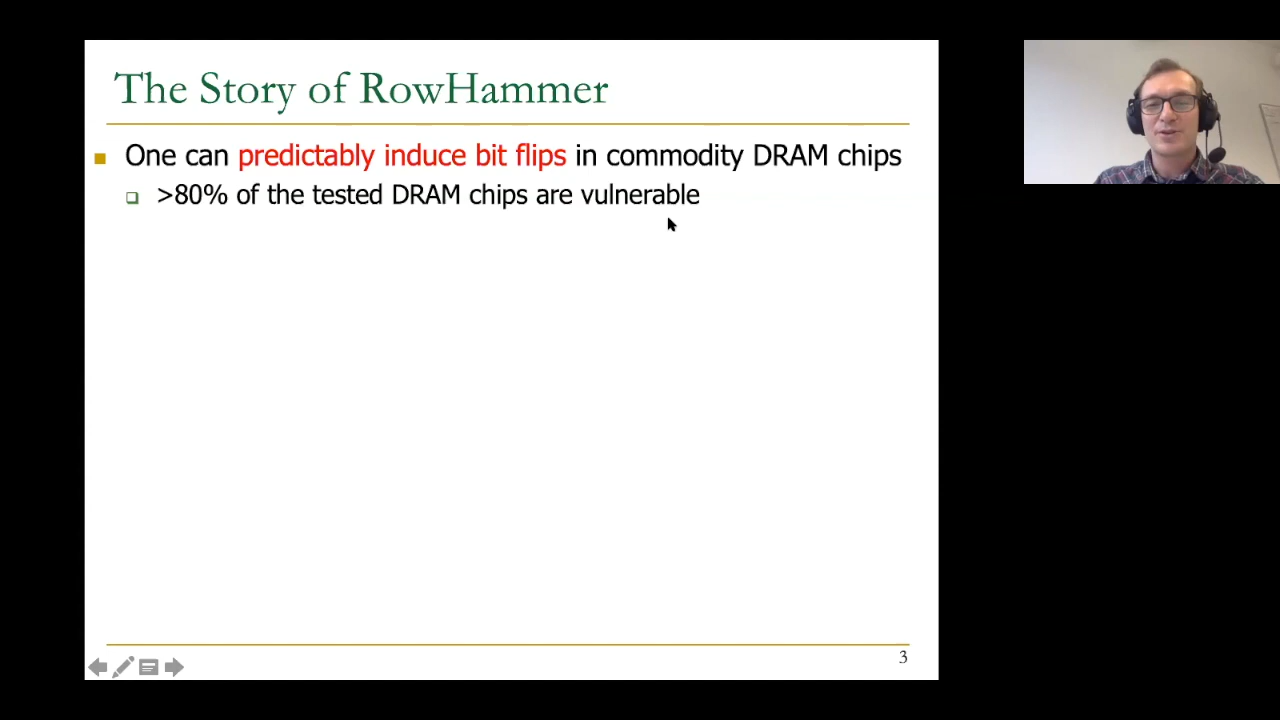 The Story of RowHammer
One can predictably induce bit flips in commodity DRAM chips
>80% of the tested DRAM chips are vulnerable
3